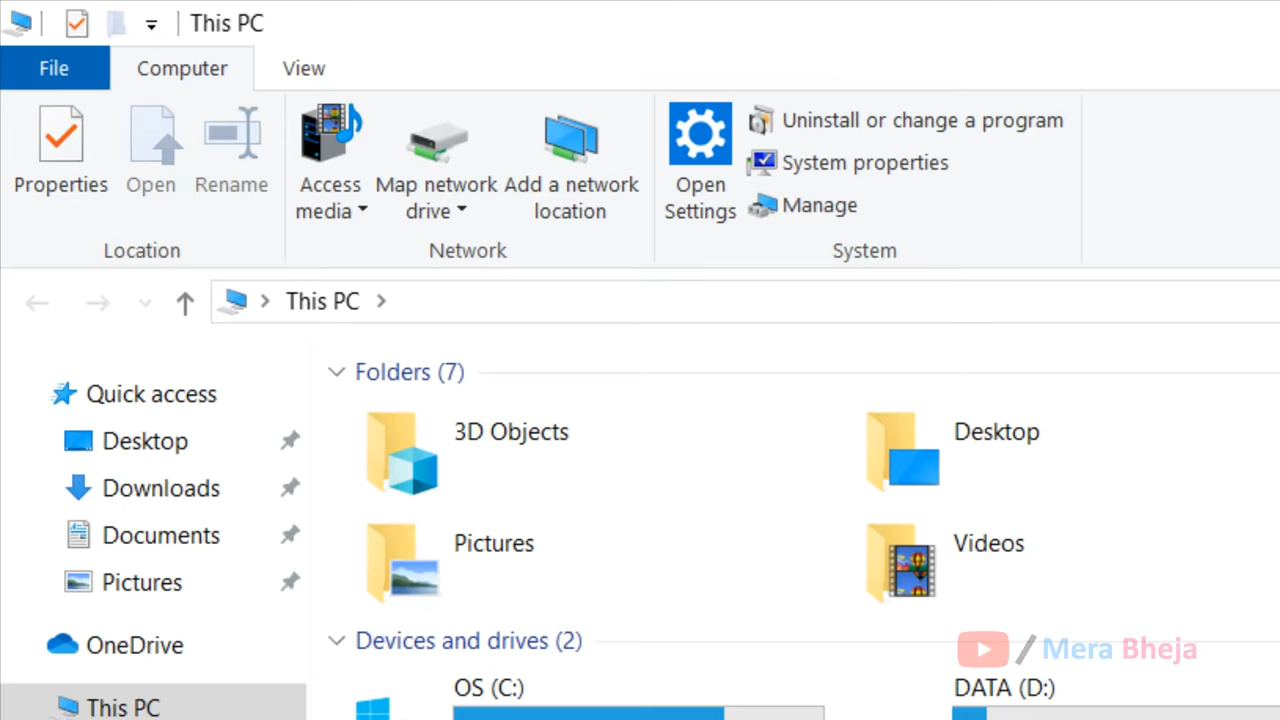 This PC
File
Computer
View
Properties
Open
Rename
Access
media
Map network
drive
Add a network
location
Open
Settings
Uninstall or change a program
System properties
Manage
Location
Network
System
This PC
Quick access
Desktop
Downloads
Documents
Pictures
OneDrive
This PC
Folders (7)
3D Objects
Desktop
Pictures
Videos
Devices and drives (2)
OS (C:)
DATA (D:)
/ Mera Bheja